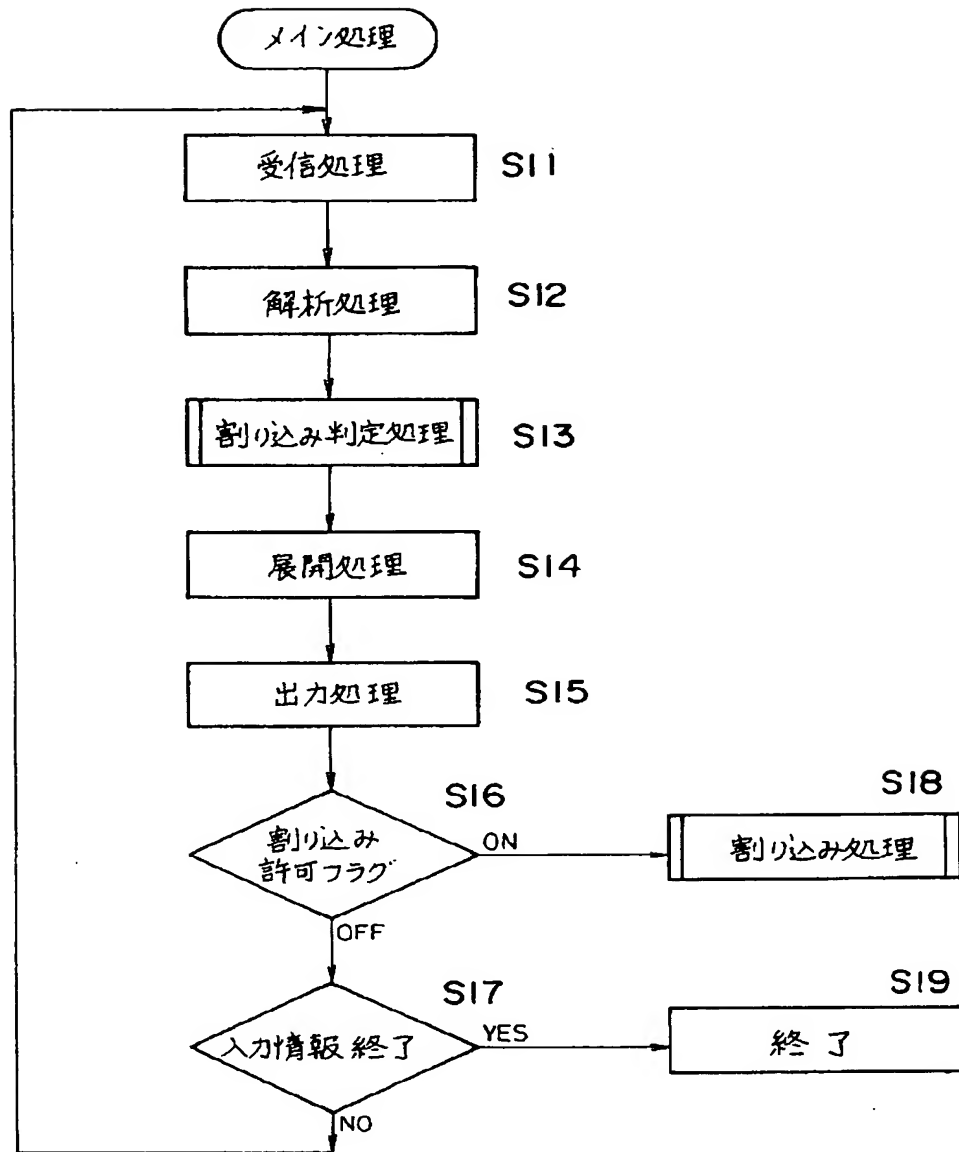 メイン処理
受信処理
S11
解析処理
S12
割り込み判定処理
S13
展開処理
S14
出力処理
S15
S16
割り込み
許可フラグ
ON
OFF
S18
割り込み処理
S17
入力情報終了
YES
NO
S19
終了